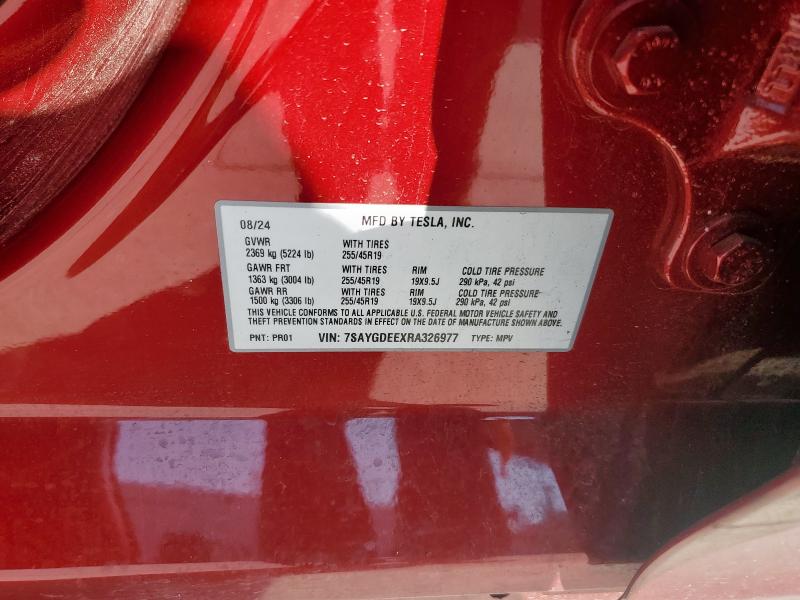 08/24 MFD BY TESLA, INC.
GVWR WITH TIRES
2369 kg (5224 lb) 255/45R19
GAWR FRT WITH TIRES RIM COLD TIRE PRESSURE
1363 kg (3004 lb) 255/45R19 19X9.5J 290 kPa, 42 psi
GAWR RR WITH TIRES RIM COLD TIRE PRESSURE
1500 kg (3306 lb) 255/45R19 19X9.5J 290 kPa, 42 psi
THIS VEHICLE CONFORMS TO ALL APPLICABLE U.S. FEDERAL MOTOR VEHICLE SAFETY AND
THEFT PREVENTION STANDARDS IN EFFECT ON THE DATE OF MANUFACTURE SHOWN ABOVE.
PNT: PR01 VIN: 7SAYGDEEXRA326977 TYPE: MPV